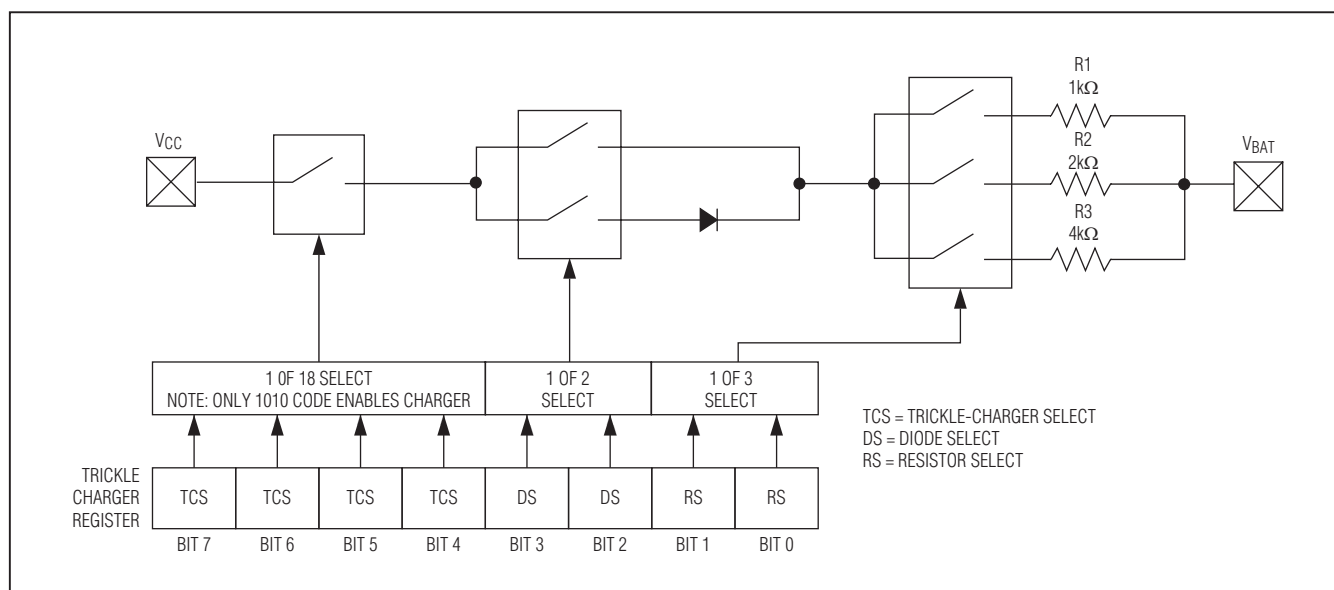 VCC
R1
1kΩ
R2
2kΩ
R3
4kΩ
VBAT
1 0F 18 SELECT
NOTE: ONLY 1010 CODE ENABLES CHARGER
1 OF 2
SELECT
1 OF 3
SELECT
TCS = TRICKLE-CHARGER SELECT
DS = DIODE SELECT
RS = RESISTOR SELECT
TRICKLE
CHARGER
REGISTER
TCS
TCS
TCS
TCS
DS
DS
RS
RS
BIT 7
BIT 6
BIT 5
BIT 4
BIT 3
BIT 2
BIT 1
BIT 0